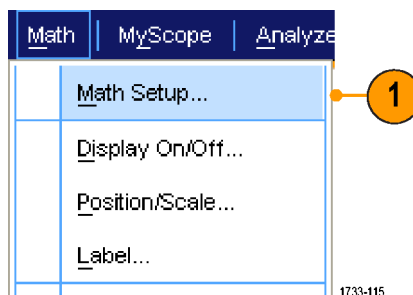 Math MyScope Analyze
Math Setup... 1
Display On/Off...
Position/Scale...
Label...
1733-115